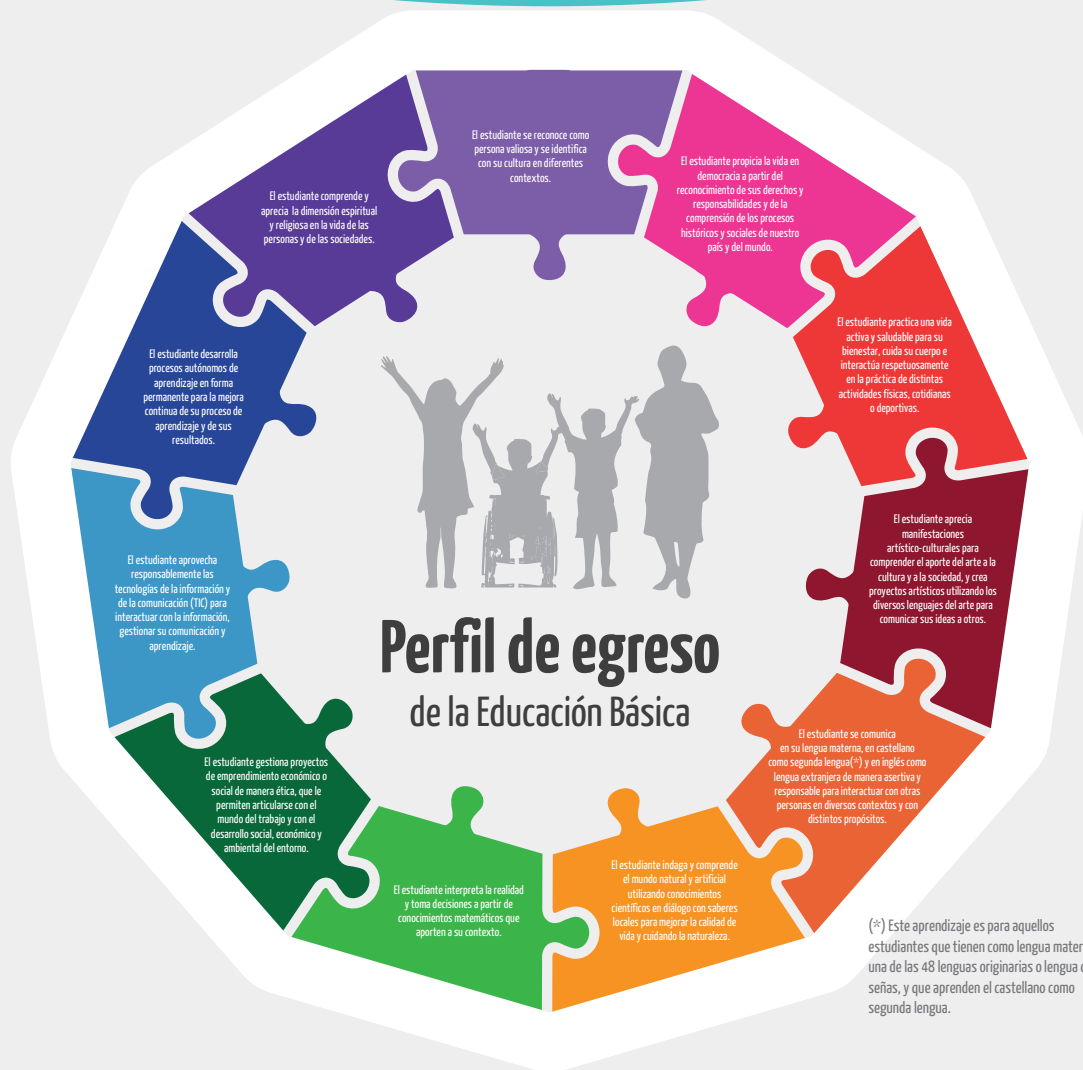 El estudiante se reconoce como
persona valiosa y se identifica
con su cultura en diferentes
contextos.
El estudiante propicia la vida en
democracia a partir del
reconocimiento de sus derechos y
responsabilidades y de la
comprensión de los procesos
históricos y sociales de nuestro
país y del mundo.
El estudiante practica una vida
activa y saludable para su
bienestar, cuida su cuerpo e
interactúa respetuosamente
en la práctica de distintas
actividades físicas, cotidianas
o deportivas.
El estudiante aprecia
manifestaciones
artístico-culturales para
comprender el aporte del arte a la
cultura y a la sociedad, y crea
proyectos artísticos utilizando los
diversos lenguajes del arte para
comunicar sus ideas a otros.
El estudiante se comunica
en su lengua materna, en castellano
como segunda lengua(*) y en inglés como
lengua extranjera de manera asertiva y
responsable para interactuar con otras
personas en diversos contextos y con
distintos propósitos.
El estudiante indaga y comprende
el mundo natural y artificial
utilizando conocimientos
científicos en diálogo con saberes
locales para mejorar la calidad de
vida y cuidando la naturaleza.
El estudiante interpreta la realidad
y toma decisiones a partir de
conocimientos matemáticos que
aporten a su contexto.
El estudiante gestiona proyectos
de emprendimiento económico o
social de manera ética, que le
permiten articularse con el
mundo del trabajo y con el
desarrollo social, económico y
ambiental del entorno.
El estudiante aprovecha
responsablemente las
tecnologías de la información y
de la comunicación (TIC) para
interactuar con la información,
gestionar su comunicación y
aprendizaje.
El estudiante desarrolla
procesos autónomos de
aprendizaje en forma
permanente para la mejora
continua de su proceso de
aprendizaje y de sus
resultados.
El estudiante comprende y
aprecia la dimensión espiritual
y religiosa en la vida de las
personas y de las sociedades.
Perfil de egreso
de la Educación Básica
(*) Este aprendizaje es para aquellos
estudiantes que tienen como lengua mater
una de las 48 lenguas originarias o lengua
señas, y que aprenden el castellano como
segunda lengua.